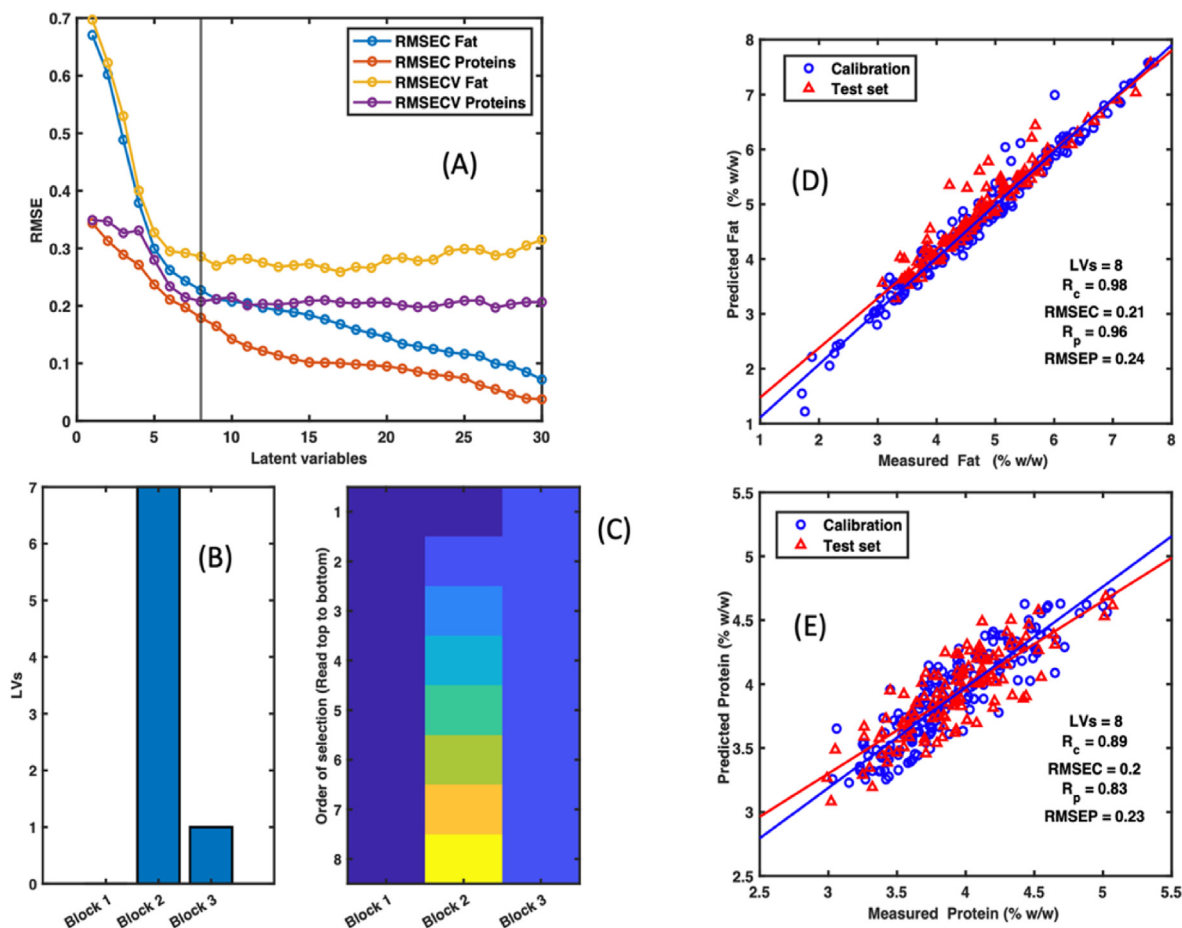 0.7
0.6
0.5
0.4
0.3
0.2
0.1
0
RMSE
RMSEC Fat
RMSEC Proteins
RMSECV Fat
RMSECV Proteins
(A)
0 5 10 15 20 25 30
Latent variables
7
6
5
4
3
2
1
0
LVs
(B)
Block 1 Block 2 Block 3
Order of selection (Read top to bottom)
1
2
3
4
5
6
7
8
(C)
Block 1 Block 2 Block 3
8
7
6
5
4
3
2
1
Predicted Fat (% w/w)
Calibration
Test set
(D)
LVs = 8
Rc = 0.98
RMSEC = 0.21
Rp = 0.96
RMSEP = 0.24
1 2 3 4 5 6 7 8
Measured Fat (% w/w)
5.5
5
4.5
4
3.5
3
2.5
Predicted Protein (% w/w)
Calibration
Test set
(E)
LVs = 8
Rc = 0.89
RMSEC = 0.2
Rp = 0.83
RMSEP = 0.23
2.5 3 3.5 4 4.5 5 5.5
Measured Protein (% w/w)